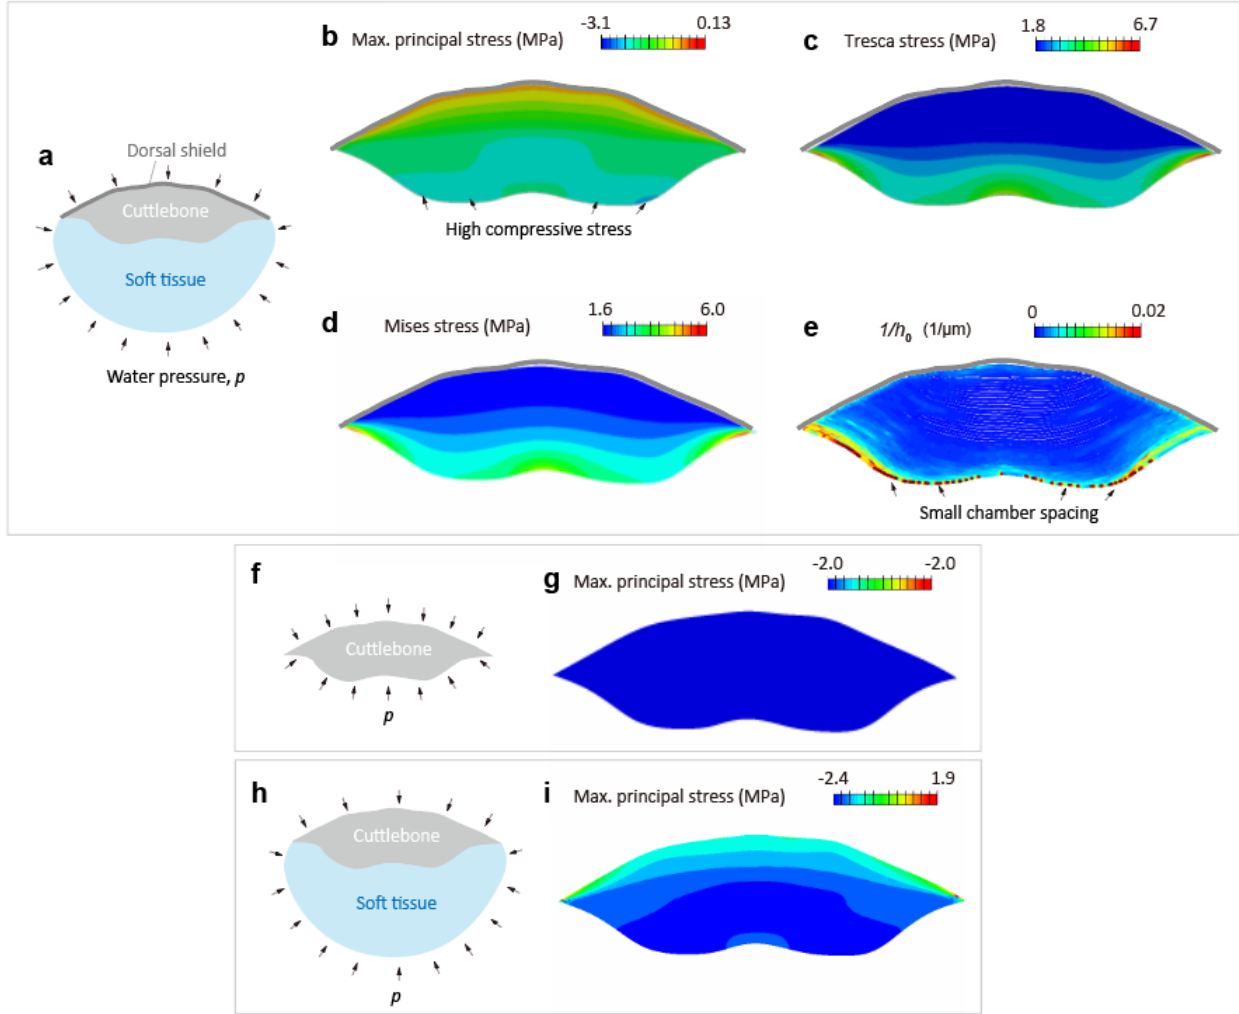 a
Dorsal shield
Cuttlebone
Soft tissue
Water pressure, p
b Max. principal stress (MPa)
-3.1 0.13
High compressive stress
c Tresca stress (MPa)
1.8 6.7
d Mises stress (MPa)
1.6 6.0
e 1/h0 (1/μm)
0 0.02
Small chamber spacing
f
Cuttlebone
p
g Max. principal stress (MPa)
-2.0 -2.0
h
Cuttlebone
Soft tissue
p
i Max. principal stress (MPa)
-2.4 1.9